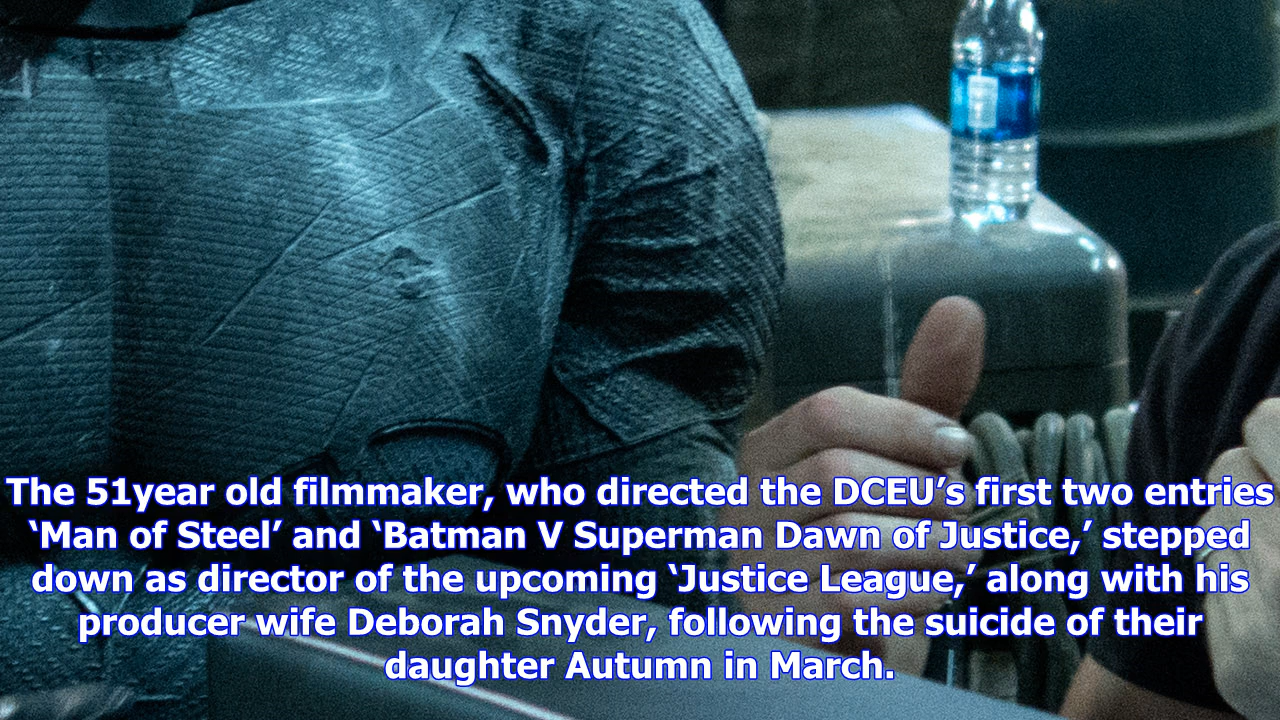 The 51year old filmmaker, who directed the DCEU’s first two entries
‘Man of Steel’ and ‘Batman V Superman Dawn of Justice,’ stepped
down as director of the upcoming ‘Justice League,’ along with his
producer wife Deborah Snyder, following the suicide of their
daughter Autumn in March.